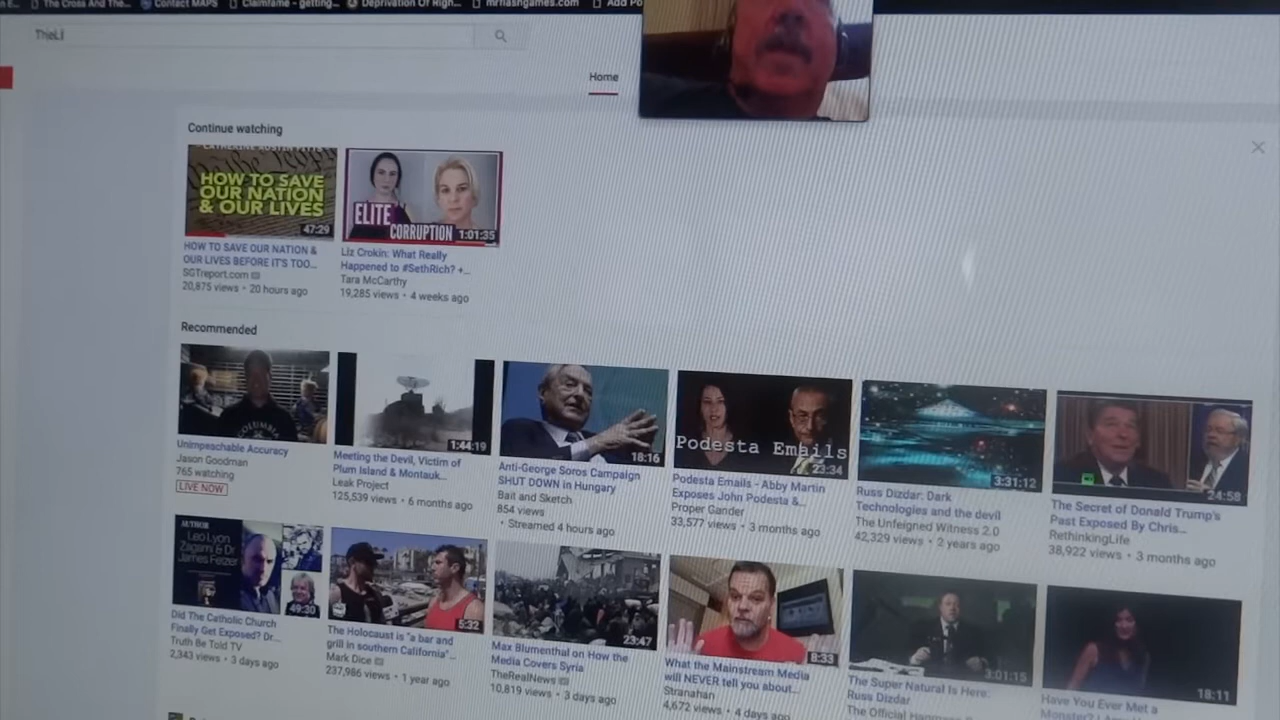 The Cross And The...
Contact MAPS
Claimfame - getting...
Deprivation Of Righ...
mrflashgames.com
Add Po
ThieLi
Home
Continue watching
HOW TO SAVE
OUR NATION
& OUR LIVES
47:29
ELITE
CORRUPTION
1:01:35
HOW TO SAVE OUR NATION &
OUR LIVES BEFORE IT'S TOO...
SGTreport.com
20,875 views • 20 hours ago
Liz Crokin: What Really
Happened to #SethRich? +...
Tara McCarthy
19,285 views • 4 weeks ago
Recommended
COLUMBIA
Unimpeachable Accuracy
Jason Goodman
765 watching
LIVE NOW
1:44:19
Meeting the Devil, Victim of
Plum Island & Montauk...
Leak Project
125,539 views • 6 months ago
18:16
Anti-George Soros Campaign
SHUT DOWN in Hungary
Bait and Sketch
854 views
• Streamed 4 hours ago
Podesta Emails
23:34
Podesta Emails - Abby Martin
Exposes John Podesta &...
Proper Gander
33,577 views • 3 months ago
3:31:12
Russ Dizdar: Dark
Technologies and the devil
The Unfeigned Witness 2.0
42,329 views • 2 years ago
24:58
The Secret of Donald Trump's
Past Exposed By Chris...
RethinkingLife
38,922 views • 3 months ago
AUTHOR
Leo Lyon
Zagami & Dr
James Fetzer
49:30
Did The Catholic Church
Finally Get Exposed? Dr...
Truth Be Told TV
2,343 views • 3 days ago
5:32
The Holocaust is "a bar and
grill in southern California"...
Mark Dice
237,986 views • 1 year ago
23:47
Max Blumenthal on How the
Media Covers Syria
TheRealNews
10,819 views • 3 days ago
8:33
What the Mainstream Media
will NEVER tell you about...
Stranahan
4,672 views • 4 days ago
3:01:15
The Super Natural Is Here:
Russ Dizdar
The Official
18:11
Have You Ever Met a